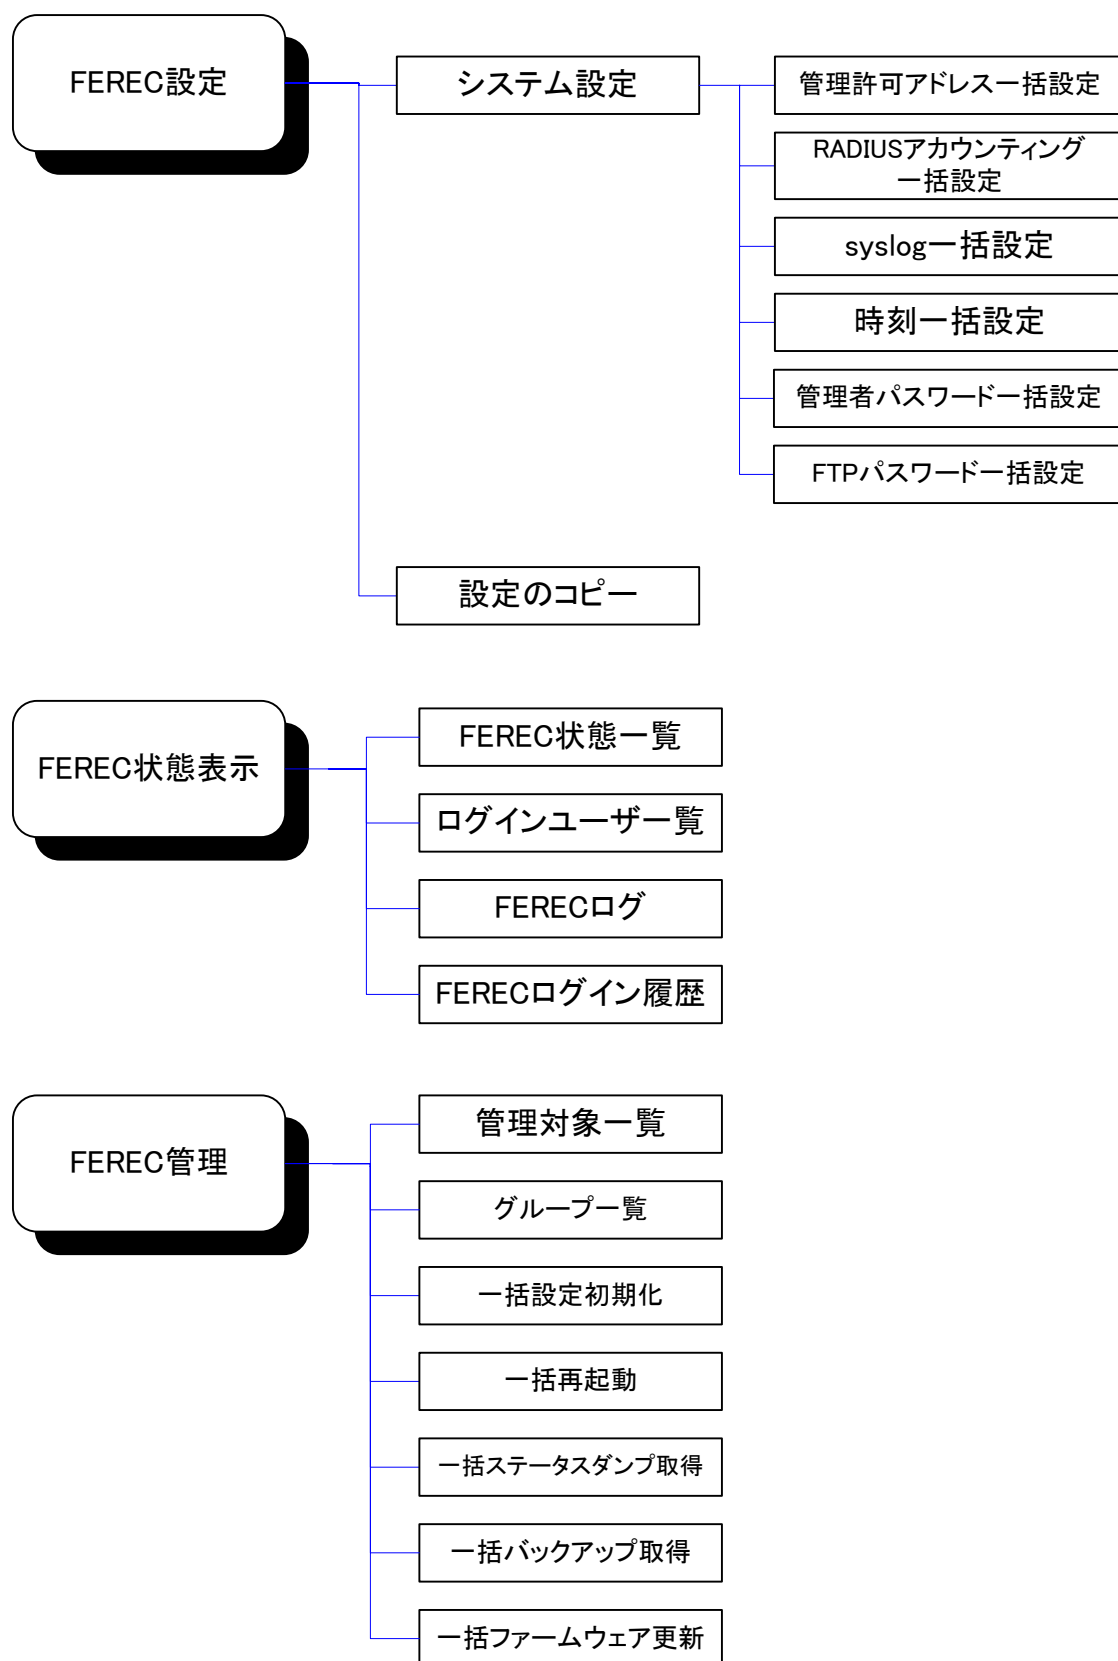 FEREC設定
システム設定
管理許可アドレス一括設定
RADIUSアカウンティング
一括設定
syslog一括設定
時刻一括設定
管理者パスワード一括設定
FTPパスワード一括設定
設定のコピー
FEREC状態表示
FEREC状態一覧
ログインユーザ一覧
FERECログ
FERECログイン履歴
FEREC管理
管理対象一覧
グループ一覧
一括設定初期化
一括再起動
一括ステータスダンプ取得
一括バックアップ取得
一括ファームウェア更新